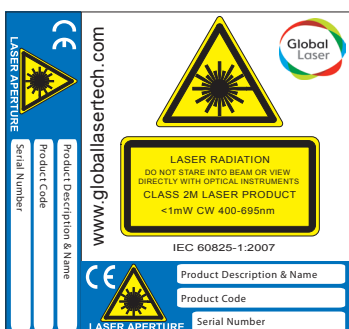 LASER APERTURE
Serial Number
Product Code
Product Description & Name
www.globallasertech.com
Global
Laser
LASER RADIATION
DO NOT STARE INTO BEAM OR VIEW
DIRECTLY WITH OPTICAL INSTRUMENTS
CLASS 2M LASER PRODUCT
<1mW CW 400-695nm
IEC 60825-1:2007
CE
CE
LASER APERTURE
Product Description & Name
Product Code
Serial Number